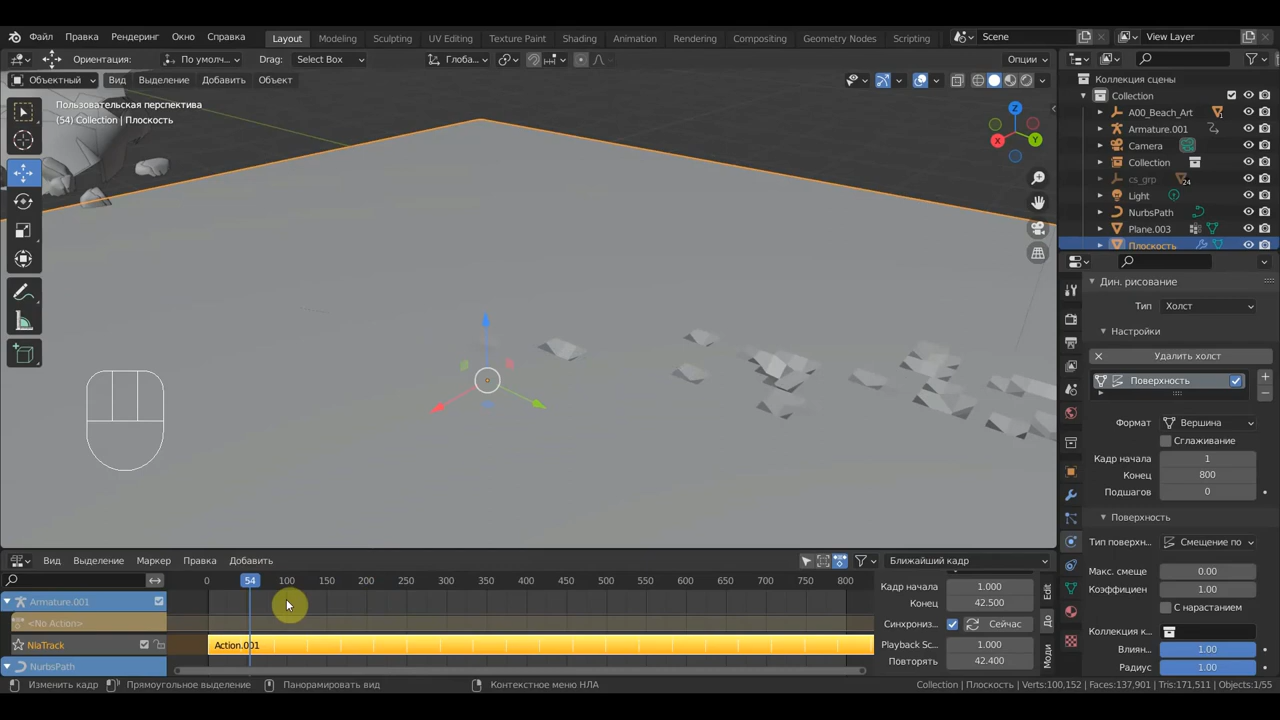 Файл Правка Рендеринг Окно Справка Layout Modeling Sculpting UV Editing Texture Paint Shading Animation Rendering Compositing Geometry Nodes Scripting Scene View Layer
Ориентация: По умолч... Drag: Select Box Глоба... Опции
Объектный Вид Выделение Добавить Объект
Пользовательская перспектива
(54) Collection | Плоскость
Z
Y
X
Коллекция сцены
Collection
A00_Beach_Art
Armature.001
Camera
Collection
cs_grp 24
Light
NurbsPath
Plane.003
Плоскость
Дин. рисование
Тип Холст
Настройки
Удалить холст
Поверхность
Формат Вершина
Сглаживание
Кадр начала 1
Конец 800
Подшагов 0
Поверхность
Тип поверхн... Смещение по
Макс. смеще 0.00
Коэффициен 1.00
С нарастанием
Коллекция к...
Влиян... 1.00
Радиус 1.00
Вид Выделение Маркер Правка Добавить Ближайший кадр
0 54 100 150 200 250 300 350 400 450 500 550 600 650 700 750 800
Armature.001
<No Action>
NlaTrack Action.001
NurbsPath
Кадр начала 1.000
Конец 42.500
Синхрониз... Сейчас
Playback Sc... 1.000
Повторять 42.400
Edit
До
Моди
Изменить кадр Прямоугольное выделение Панорамировать вид Контекстное меню НЛА Collection | Плоскость | Verts:100,152 | Faces:137,901 | Tris:171,511 | Objects:1/55